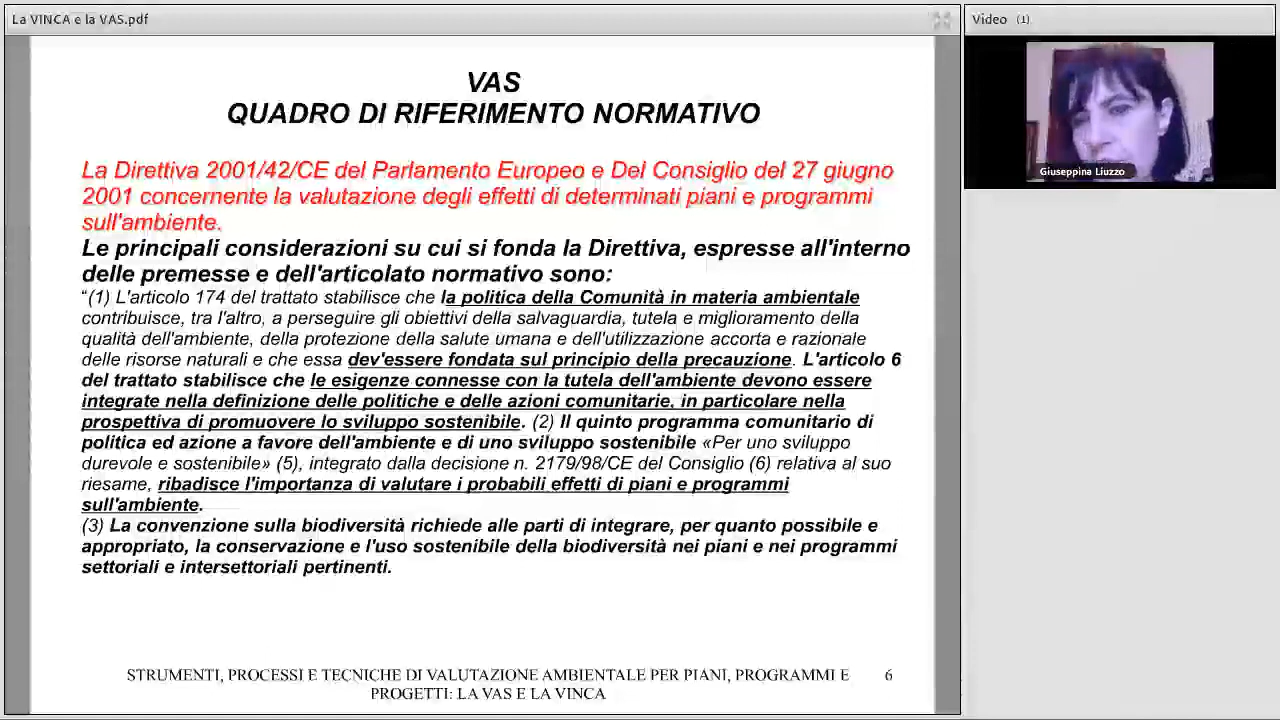 La VINCA e la VAS.pdf
Video (1)
Giuseppina Liuzzo
VAS
QUADRO DI RIFERIMENTO NORMATIVO
La Direttiva 2001/42/CE del Parlamento Europeo e Del Consiglio del 27 giugno
2001 concernente la valutazione degli effetti di determinati piani e programmi
sull'ambiente.
Le principali considerazioni su cui si fonda la Direttiva, espresse all'interno
delle premesse e dell'articolato normativo sono:
“(1) L'articolo 174 del trattato stabilisce che la politica della Comunità in materia ambientale
contribuisce, tra l'altro, a perseguire gli obiettivi della salvaguardia, tutela e miglioramento della
qualità dell'ambiente, della protezione della salute umana e dell'utilizzazione accorta e razionale
delle risorse naturali e che essa dev'essere fondata sul principio della precauzione. L'articolo 6
del trattato stabilisce che le esigenze connesse con la tutela dell'ambiente devono essere
integrate nella definizione delle politiche e delle azioni comunitarie, in particolare nella
prospettiva di promuovere lo sviluppo sostenibile. (2) Il quinto programma comunitario di
politica ed azione a favore dell'ambiente e di uno sviluppo sostenibile «Per uno sviluppo
durevole e sostenibile» (5), integrato dalla decisione n. 2179/98/CE del Consiglio (6) relativa al suo
riesame, ribadisce l'importanza di valutare i probabili effetti di piani e programmi
sull'ambiente.
(3) La convenzione sulla biodiversità richiede alle parti di integrare, per quanto possibile e
appropriato, la conservazione e l'uso sostenibile della biodiversità nei piani e nei programmi
settoriali e intersettoriali pertinenti.
STRUMENTI, PROCESSI E TECNICHE DI VALUTAZIONE AMBIENTALE PER PIANI, PROGRAMMI E
PROGETTI: LA VAS E LA VINCA
6